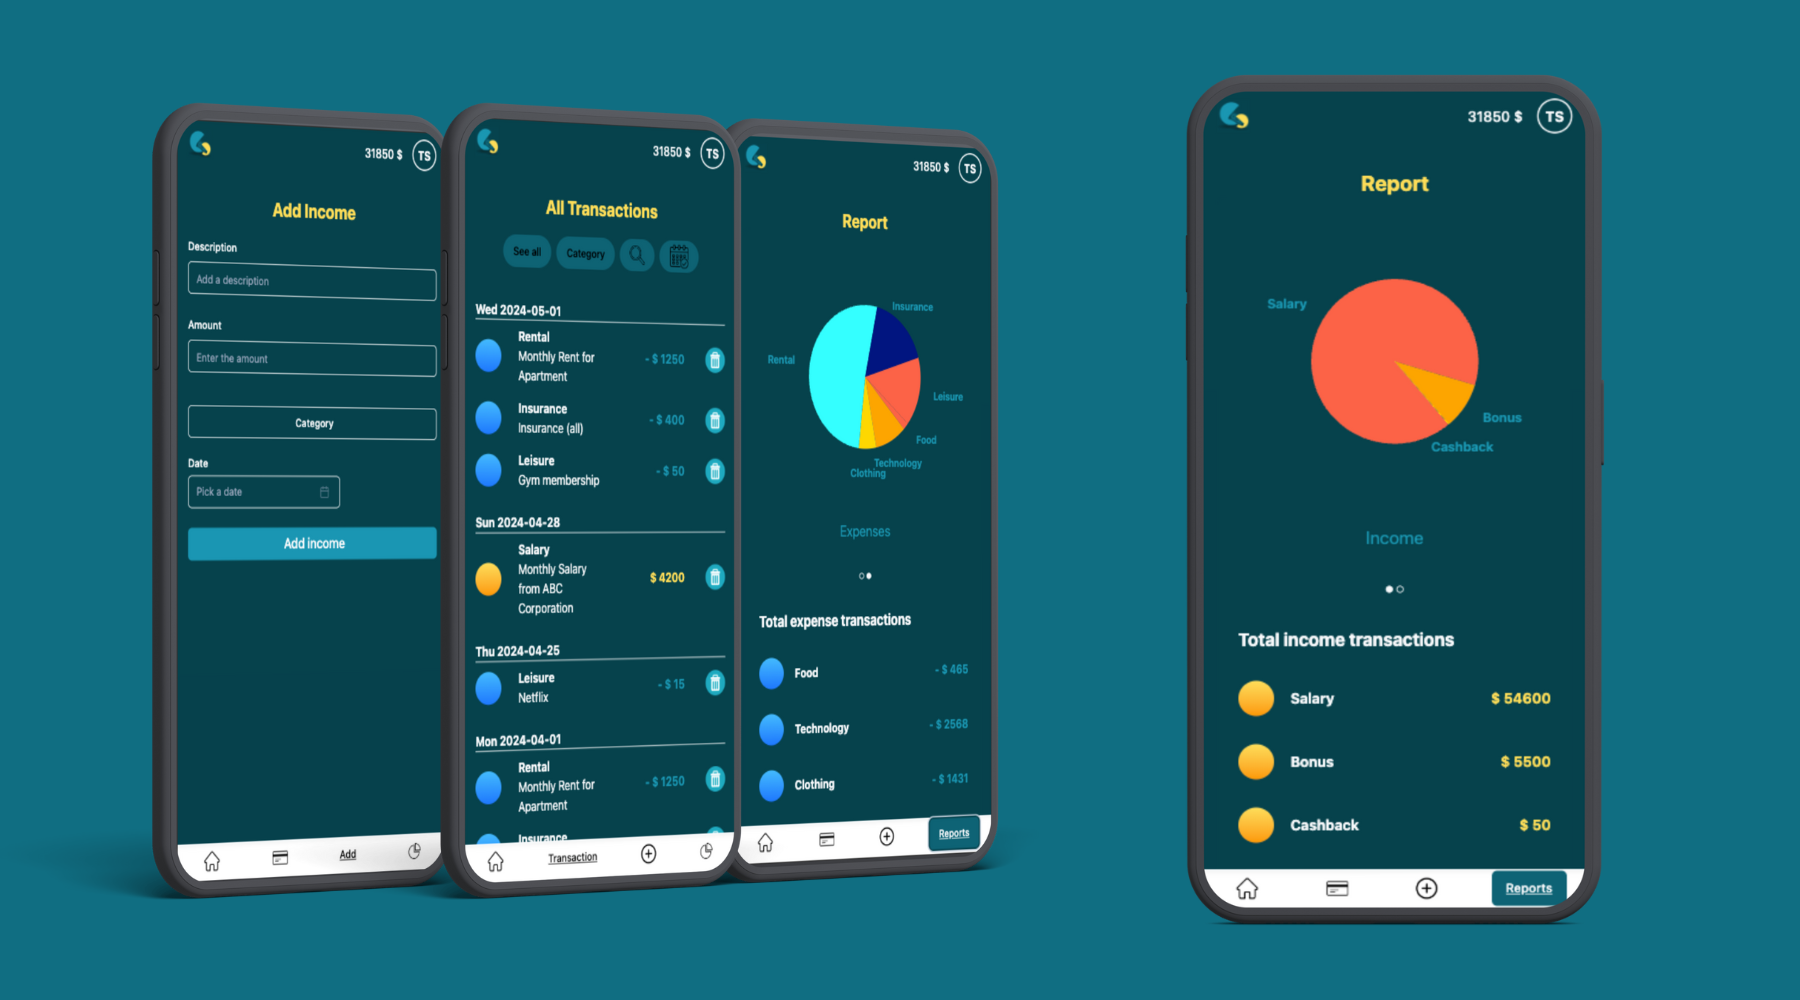 31850 $ TS
Add Income
Description
Add a description
Amount
Enter the amount
Category
Date
Pick a date
Add income
Add
31850 $ TS
All Transactions
See all Category
Wed 2024-05-01
Rental
Monthly Rent for - $ 1250
Apartment
Insurance
Insurance (all) - $ 400
Leisure
Gym membership - $ 50
Sun 2024-04-28
Salary
Monthly Salary $ 4200
from ABC
Corporation
Thu 2024-04-25
Leisure - $ 15
Netflix
Mon 2024-04-01
Rental
Monthly Rent for - $ 1250
Apartment
Insurance
Transaction
31850 $ TS
Report
Insurance
Rental
Leisure
Food
Technology
Clothing
Expenses
Total expense transactions
Food - $ 465
Technology - $ 2568
Clothing - $ 1431
Reports
31850 $ TS
Report
Salary
Bonus
Cashback
Income
Total income transactions
Salary $ 54600
Bonus $ 5500
Cashback $ 50
Reports